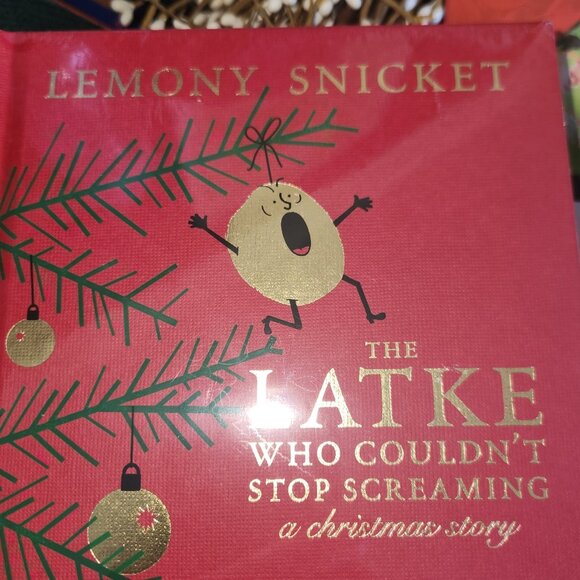 LEMONY SNICKET
THE
LATKE
WHO COULDN'T
STOP SCREAMING
a christmas story